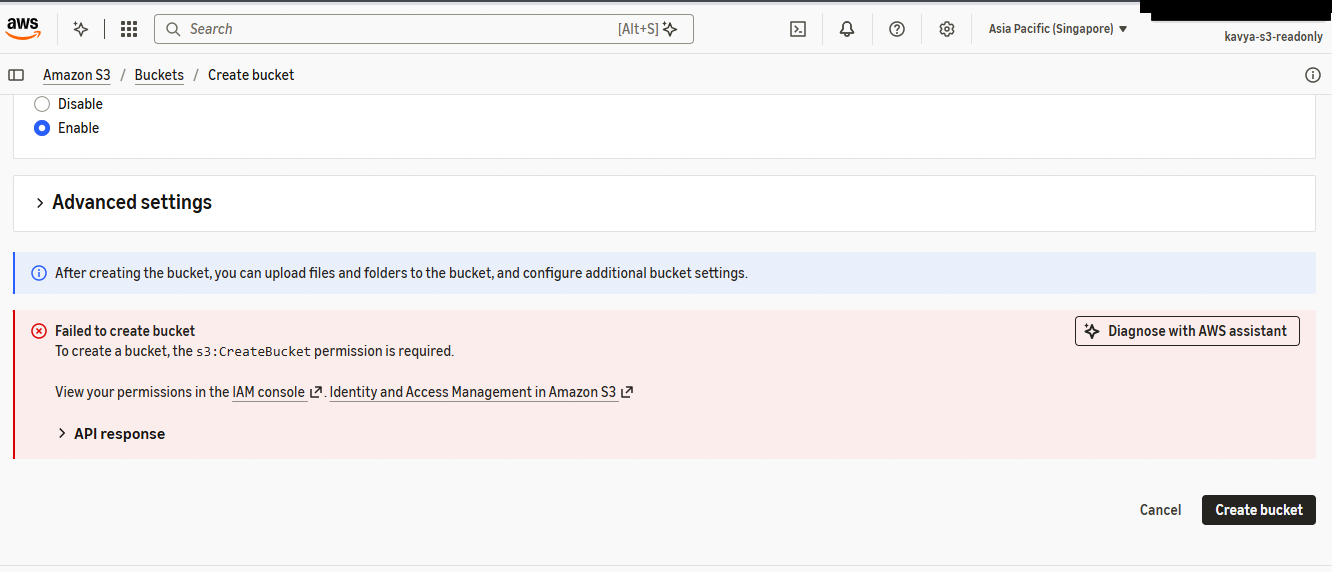 aws
Search [Alt+S]
Asia Pacific (Singapore)
kavya-s3-readonly
Amazon S3 / Buckets / Create bucket
Disable
Enable
Advanced settings
After creating the bucket, you can upload files and folders to the bucket, and configure additional bucket settings.
Failed to create bucket
Diagnose with AWS assistant
To create a bucket, the s3:CreateBucket permission is required.
View your permissions in the IAM console . Identity and Access Management in Amazon S3
API response
Cancel
Create bucket